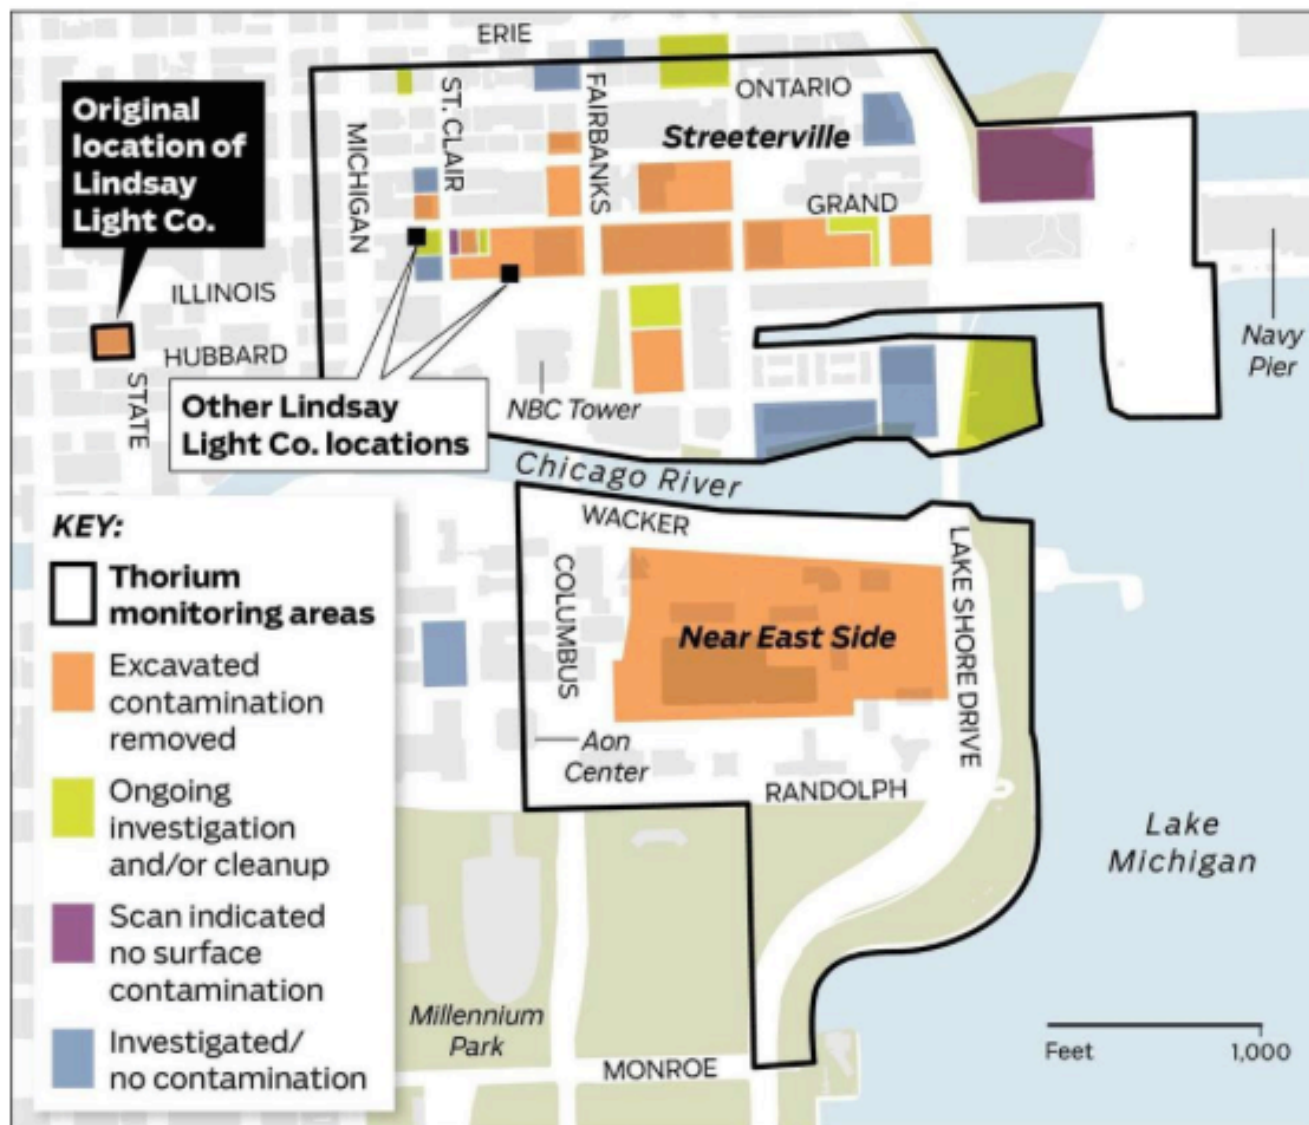 ERIE
Original
location of
Lindsay
Light Co.
ONTARIO
Streeterville
MICHIGAN
ST. CLAIR
FAIRBANKS
GRAND
ILLINOIS
HUBBARD
STATE
Navy
Pier
Other Lindsay
Light Co. locations
NBC Tower
Chicago River
WACKER
KEY:
Thorium
monitoring areas
Excavated
contamination
removed
Ongoing
investigation
and/or cleanup
Scan indicated
no surface
contamination
Investigated/
no contamination
COLUMBUS
Near East Side
LAKE SHORE DRIVE
Aon
Center
RANDOLPH
Lake
Michigan
Millennium
Park
MONROE
Feet 1,000